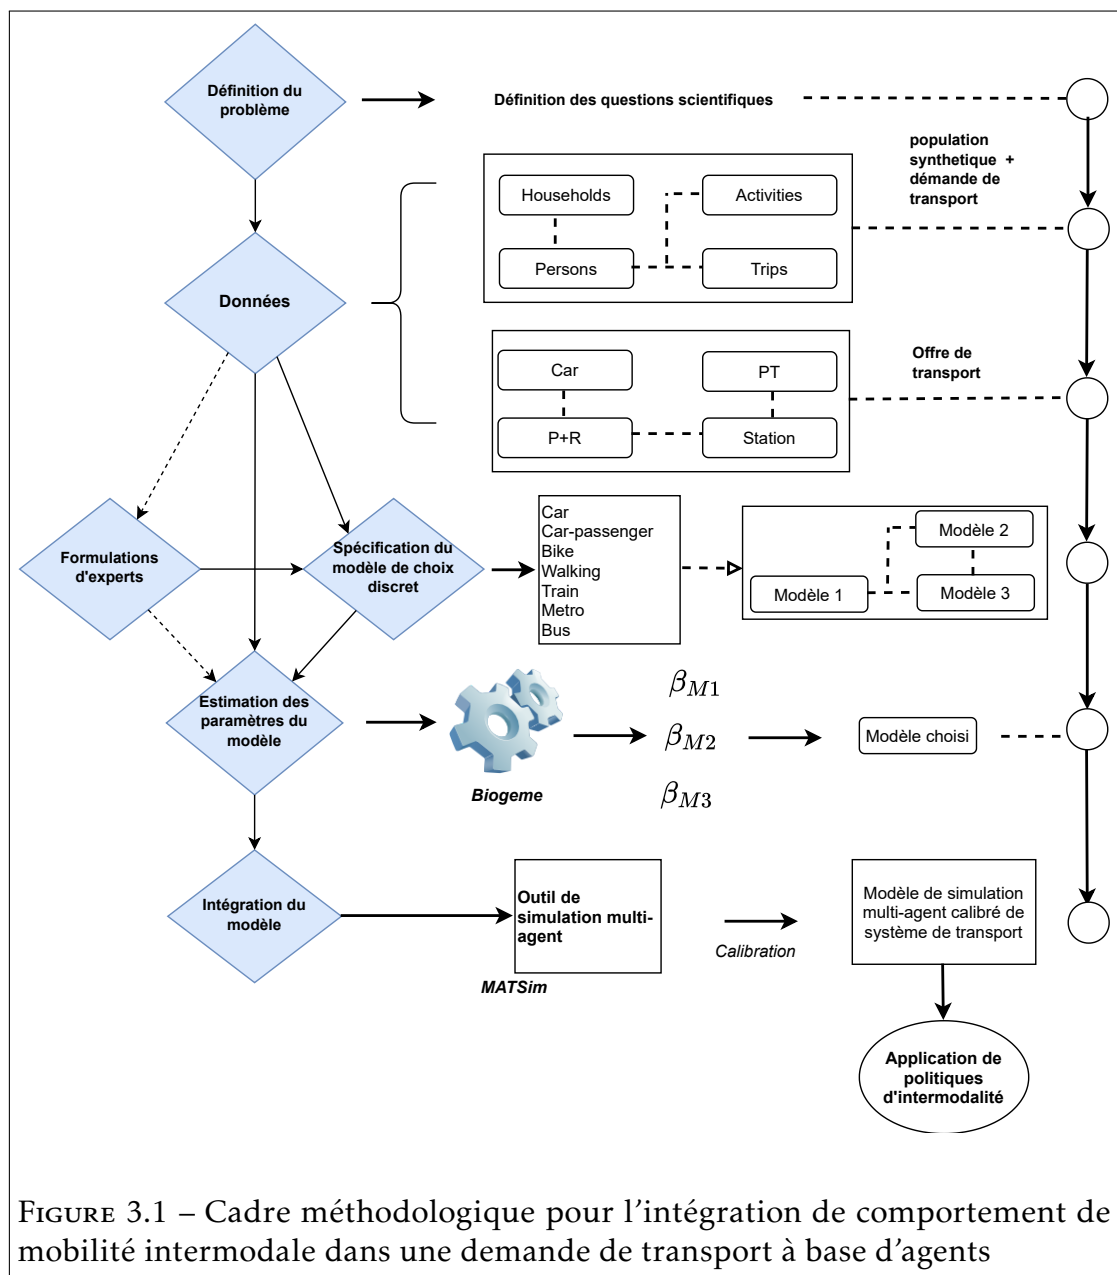 Définition du
problème
Définition des questions scientifiques
population
synthetique +
démande de
transport
Households
Activities
Persons
Trips
Données
Car
PT
P+R
Station
Offre de
transport
Formulations
d'experts
Spécification du
modèle de choix
discret
Car
Car-passenger
Bike
Walking
Train
Metro
Bus
Modèle 1
Modèle 2
Modèle 3
Estimation des
paramètres du
modèle
Biogeme
βM1
βM2
βM3
Modèle choisi
Intégration du
modèle
Outil de
simulation multi-
agent
MATSim
Calibration
Modèle de simulation
multi-agent calibré de
système de transport
Application de
politiques
d'intermodalité
FIGURE 3.1 – Cadre méthodologique pour l'intégration de comportement de
mobilité intermodale dans une demande de transport à base d'agents